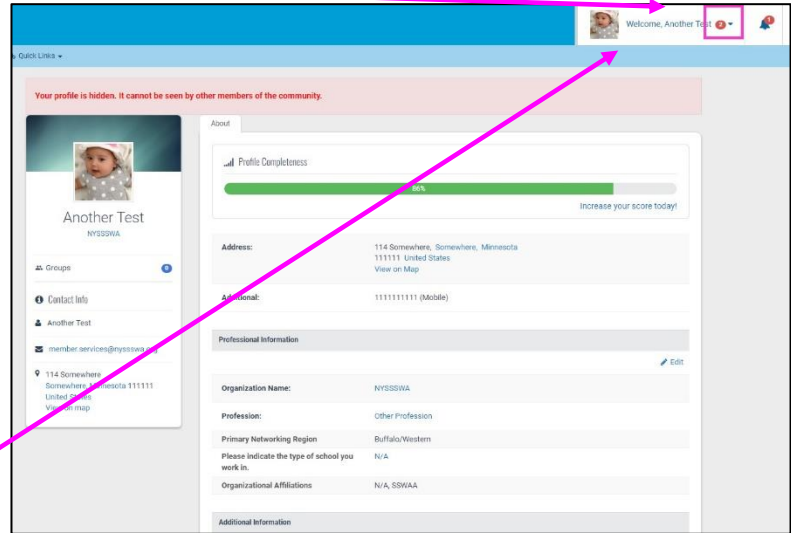 Welcome, Another Test 2
1
Quick Links
Your profile is hidden. It cannot be seen by other members of the community.
About
Profile Completeness
86%
Increase your score today!
Another Test
NYSSSWA
Groups 0
Contact Info
Another Test
member.services@nyssswa.org
114 Somewhere
Somewhere, Minnesota 111111
United States
View on map
Address: 114 Somewhere, Somewhere, Minnesota
111111 United States
View on Map
Additional: 1111111111 (Mobile)
Professional Information
Edit
Organization Name: NYSSSWA
Profession: Other Profession
Primary Networking Region Buffalo/Western
Please indicate the type of school you N/A
work in.
Organizational Affiliations N/A, SSWAA
Additional Information